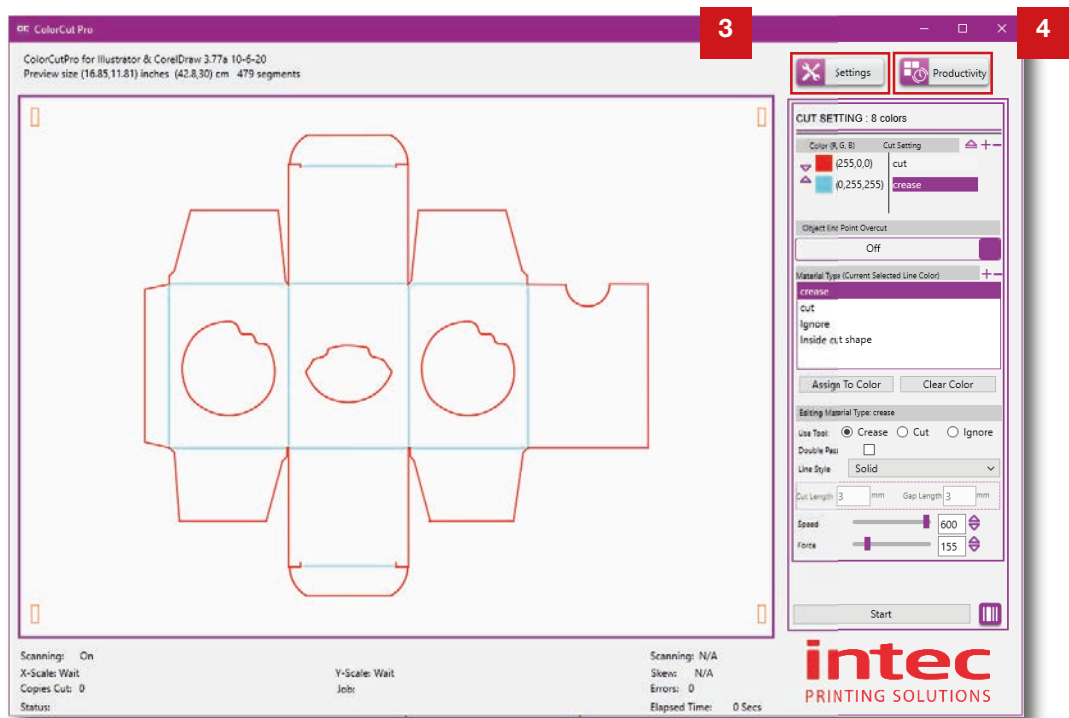 3
4
ColorCut Pro
ColorCutPro for Illustrator & CorelDraw 3.77a 10-6-20
Preview size (16.85,11.81) inches (42.8,30) cm 479 segments
Settings
Productivity
CUT SETTING : 8 colors
Color (R, G, B) Cut Setting
(255,0,0) cut
(0,255,255) crease
Object End Point Overcut
Off
Material Type (Current Selected Line Color)
crease
cut
Ignore
Inside cut shape
Assign To Color Clear Color
Editing Material Type: crease
Use Tool: Crease Cut Ignore
Double Pas
Line Style Solid
Cut Length 3 mm Gap Length 3 mm
Speed 600
Force 155
Start
Scanning: On
X-Scale: Wait
Copies Cut: 0
Status:
Y-Scale: Wait
Job:
Scanning: N/A
Skew: N/A
Errors: 0
Elapsed Time: 0 Secs
intec
PRINTING SOLUTIONS